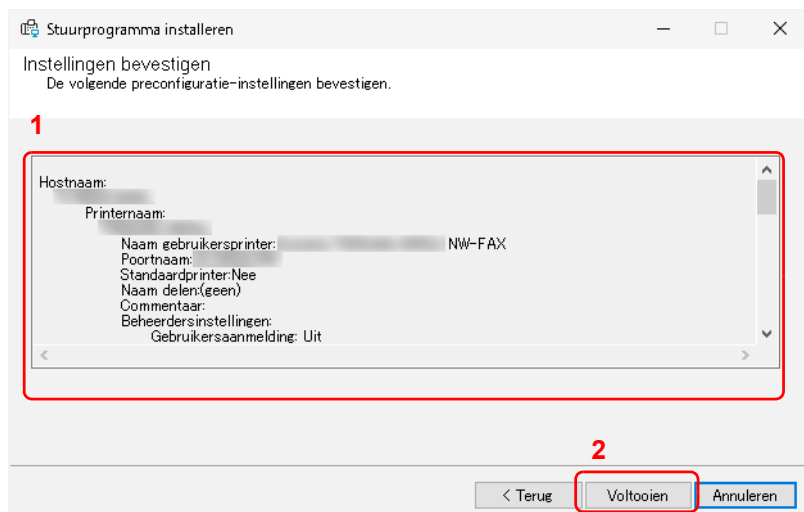 Stuurprogramma installeren
Instellingen bevestigen
De volgende preconfiguratie-instellingen bevestigen.
1
Hostnaam:
Printernaam:
Naam gebruikersprinter: NW-FAX
Poortnaam:
Standaardprinter:Nee
Naam delen:(geen)
Commentaar:
Beheerdersinstellingen:
Gebruikersaanmelding: Uit
2
< Terug
Voltooien
Annuleren